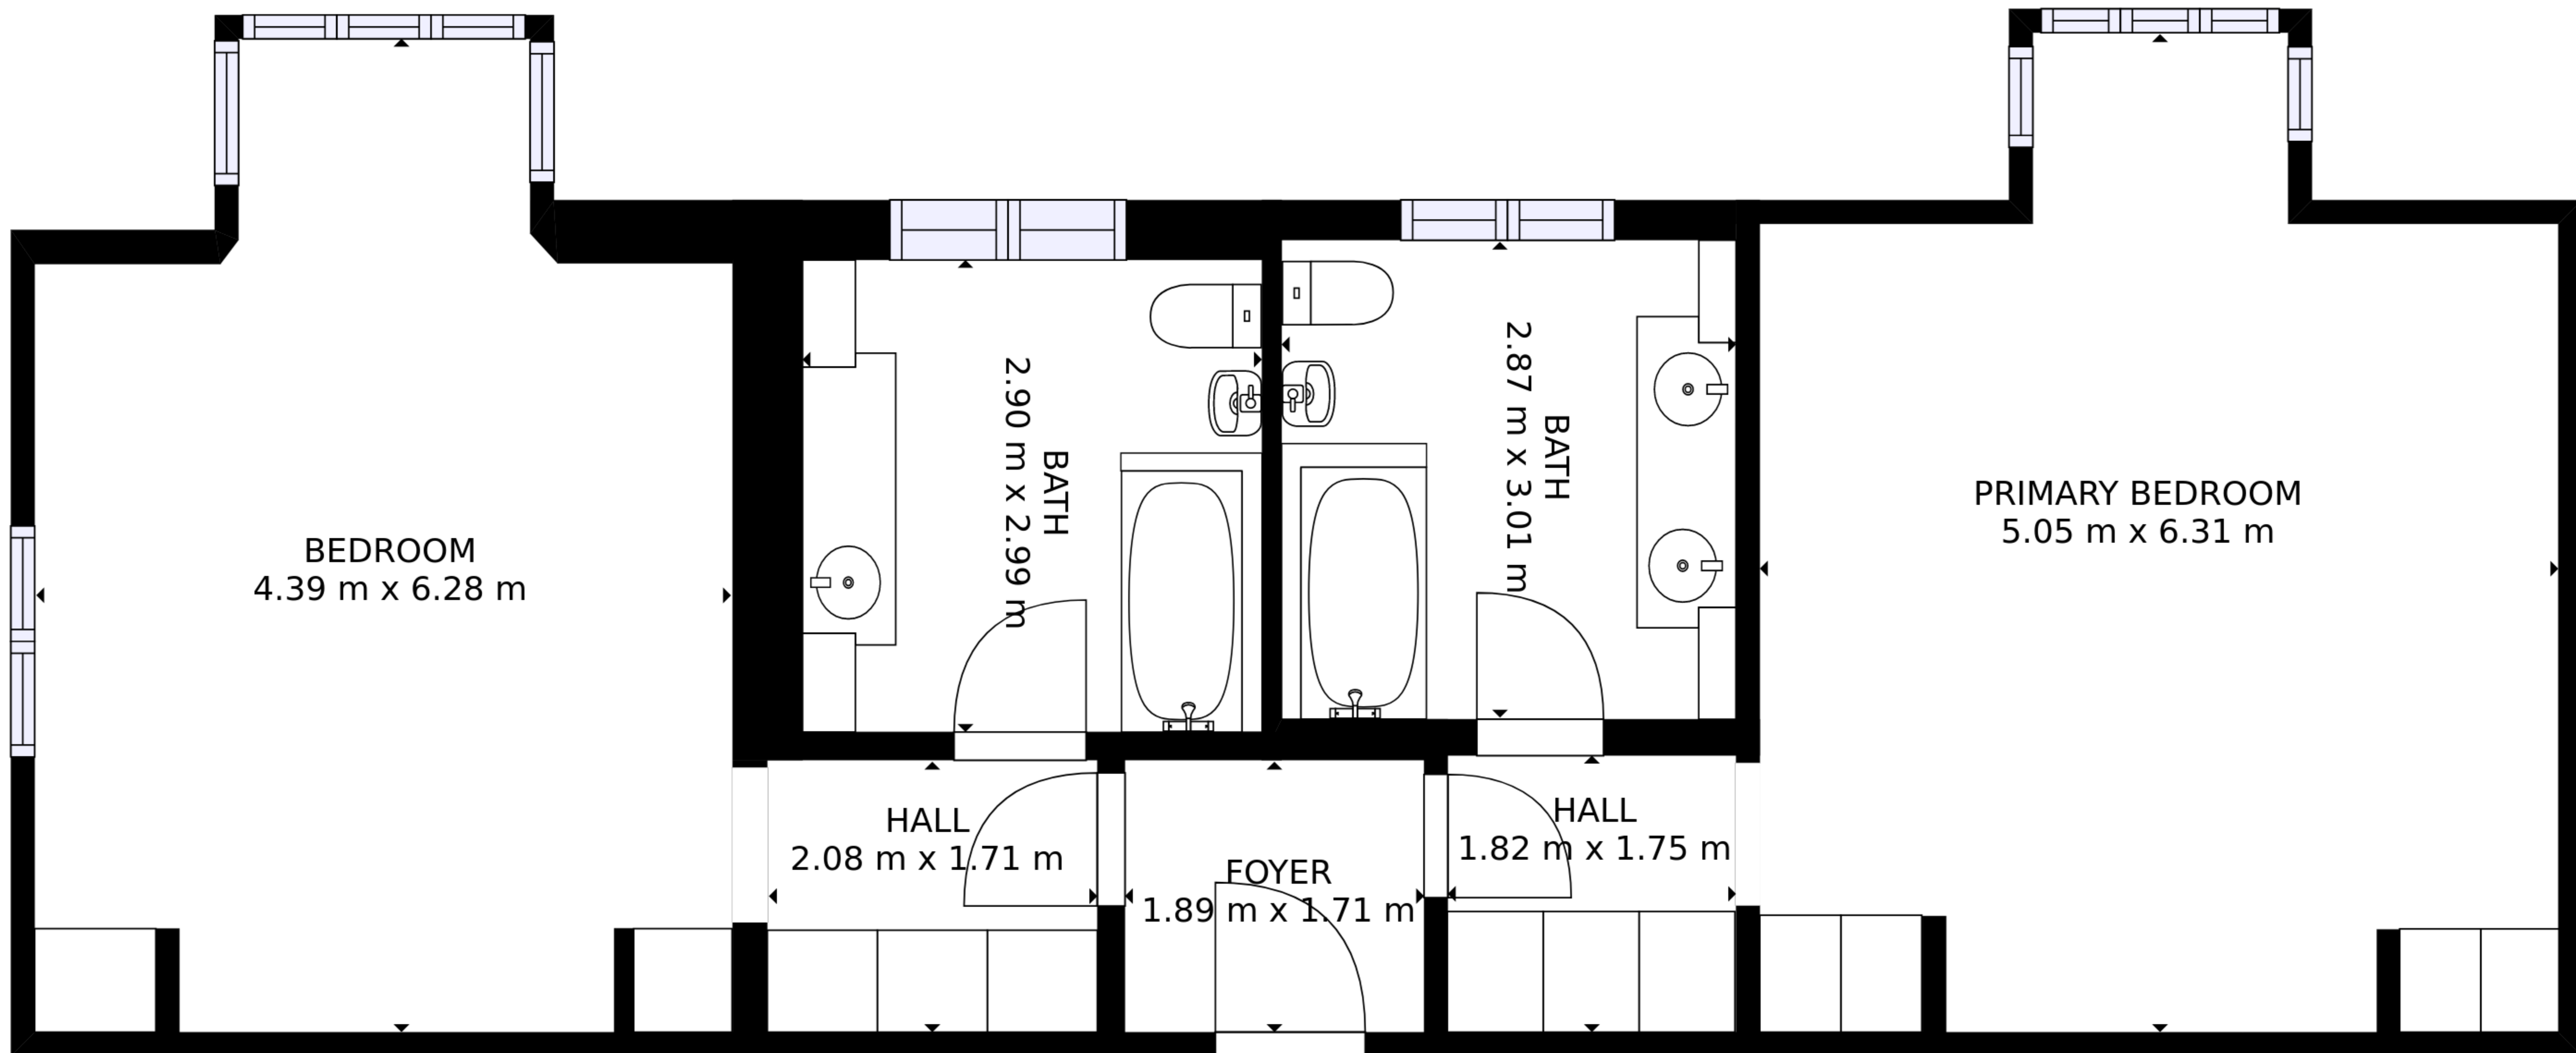 BEDROOM
4.39 m x 6.28 m
BATH
2.90 m x 2.99 m
BATH
2.87 m x 3.01 m
PRIMARY BEDROOM
5.05 m x 6.31 m
HALL
2.08 m x 1.71 m
FOYER
1.89 m x 1.71 m
HALL
1.82 m x 1.75 m